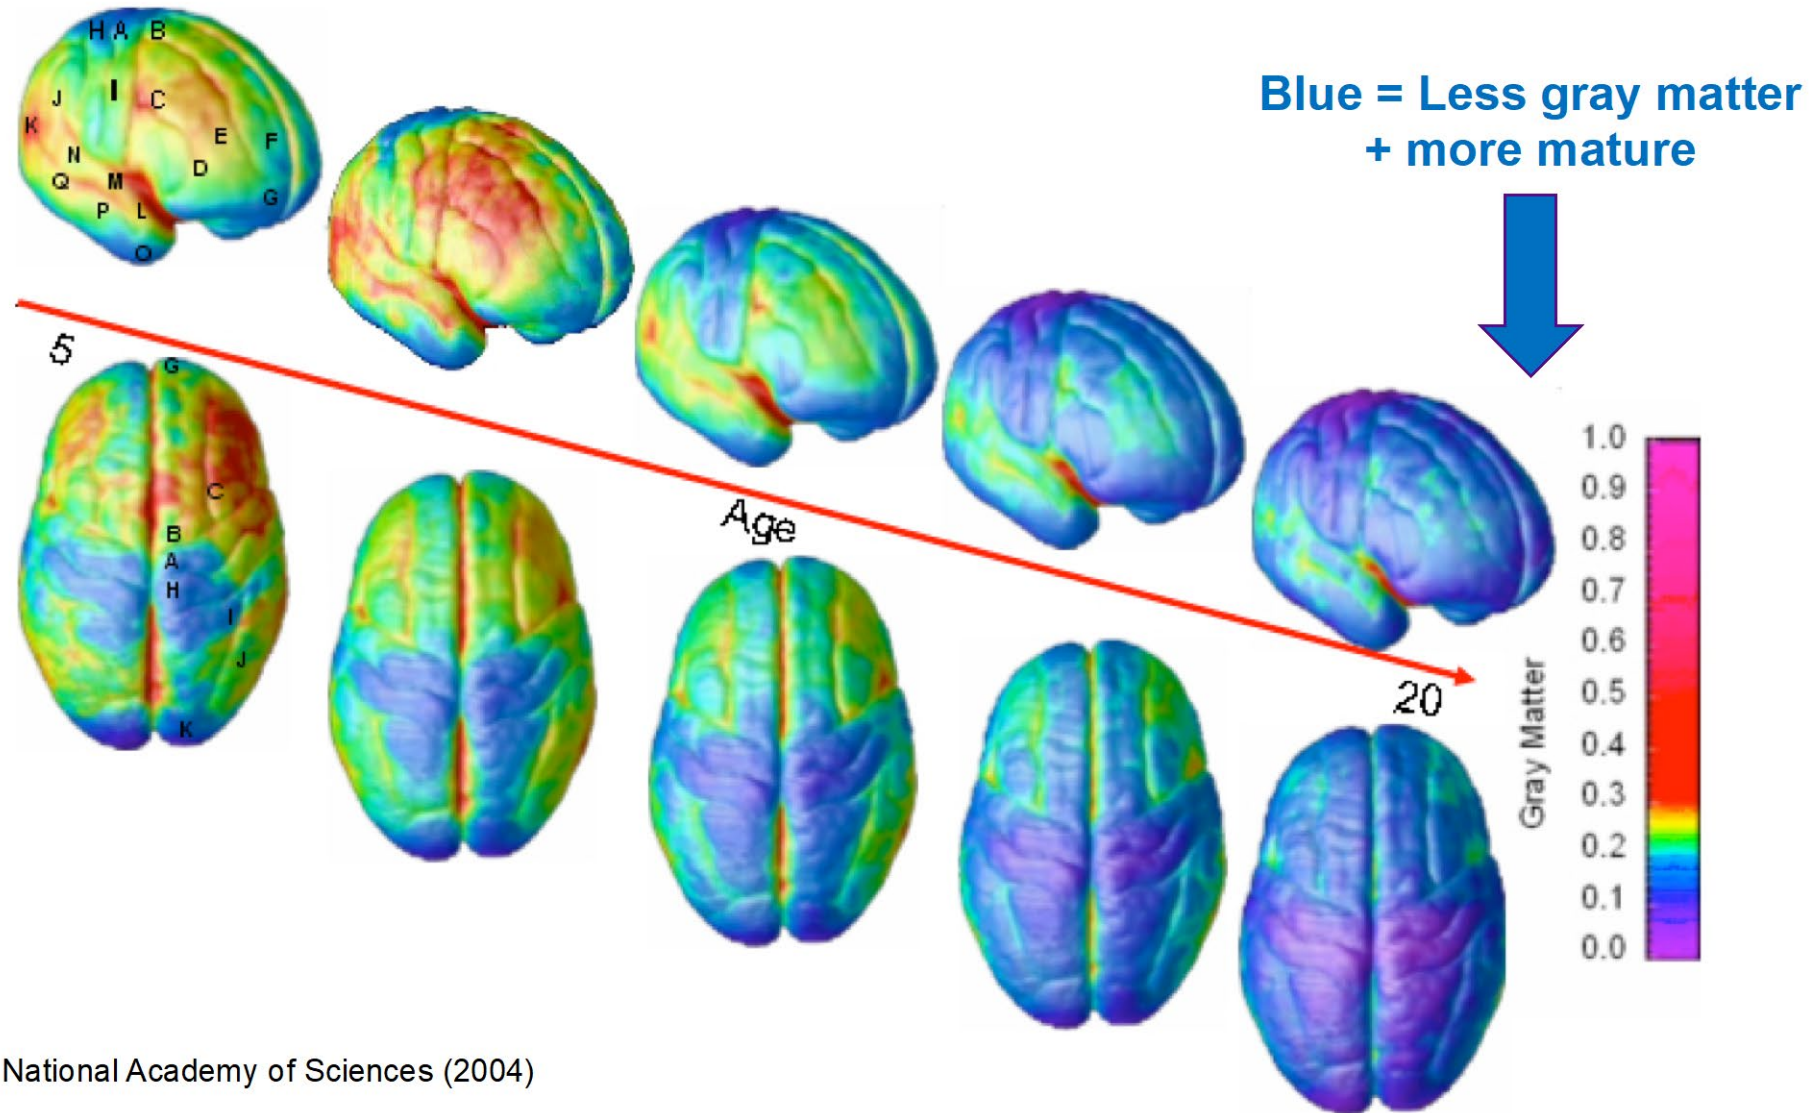 H A B
I
J C
K
E F
N D
Q M
G
P L
O
Blue = Less gray matter
+ more mature
5
Age
20
G
C
B
A
H
I
J
K
1.0
0.9
0.8
0.7
0.6
0.5
0.4
0.3
0.2
0.1
0.0
Gray Matter
National Academy of Sciences (2004)